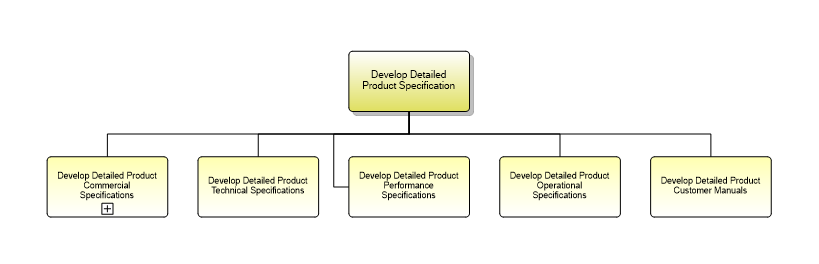 Develop Detailed
Product Specification
Develop Detailed Product
Commercial
Specifications
Develop Detailed Product
Technical Specifications
Develop Detailed Product
Performance
Specifications
Develop Detailed Product
Operational
Specifications
Develop Detailed Product
Customer Manuals